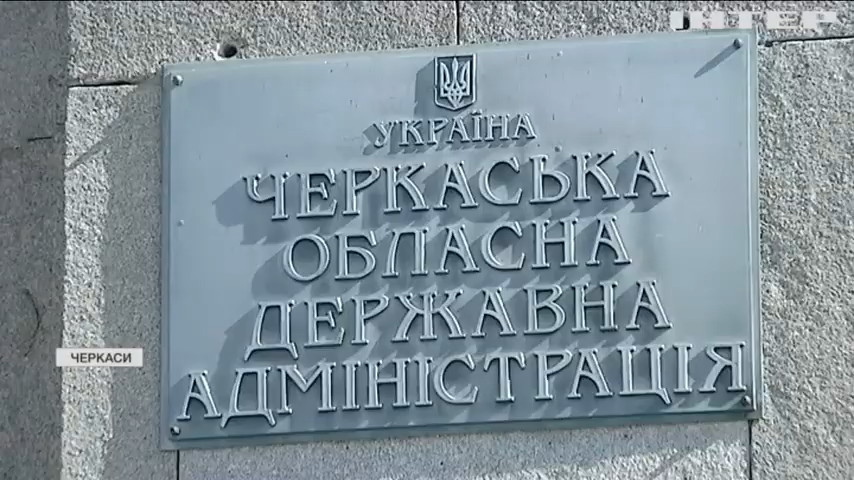 ІНТЕР
УКРАЇНА
ЧЕРКАСЬКА
ОБЛАСНА
ДЕРЖАВНА
АДМІНІСТРАЦІЯ
ЧЕРКАСИ